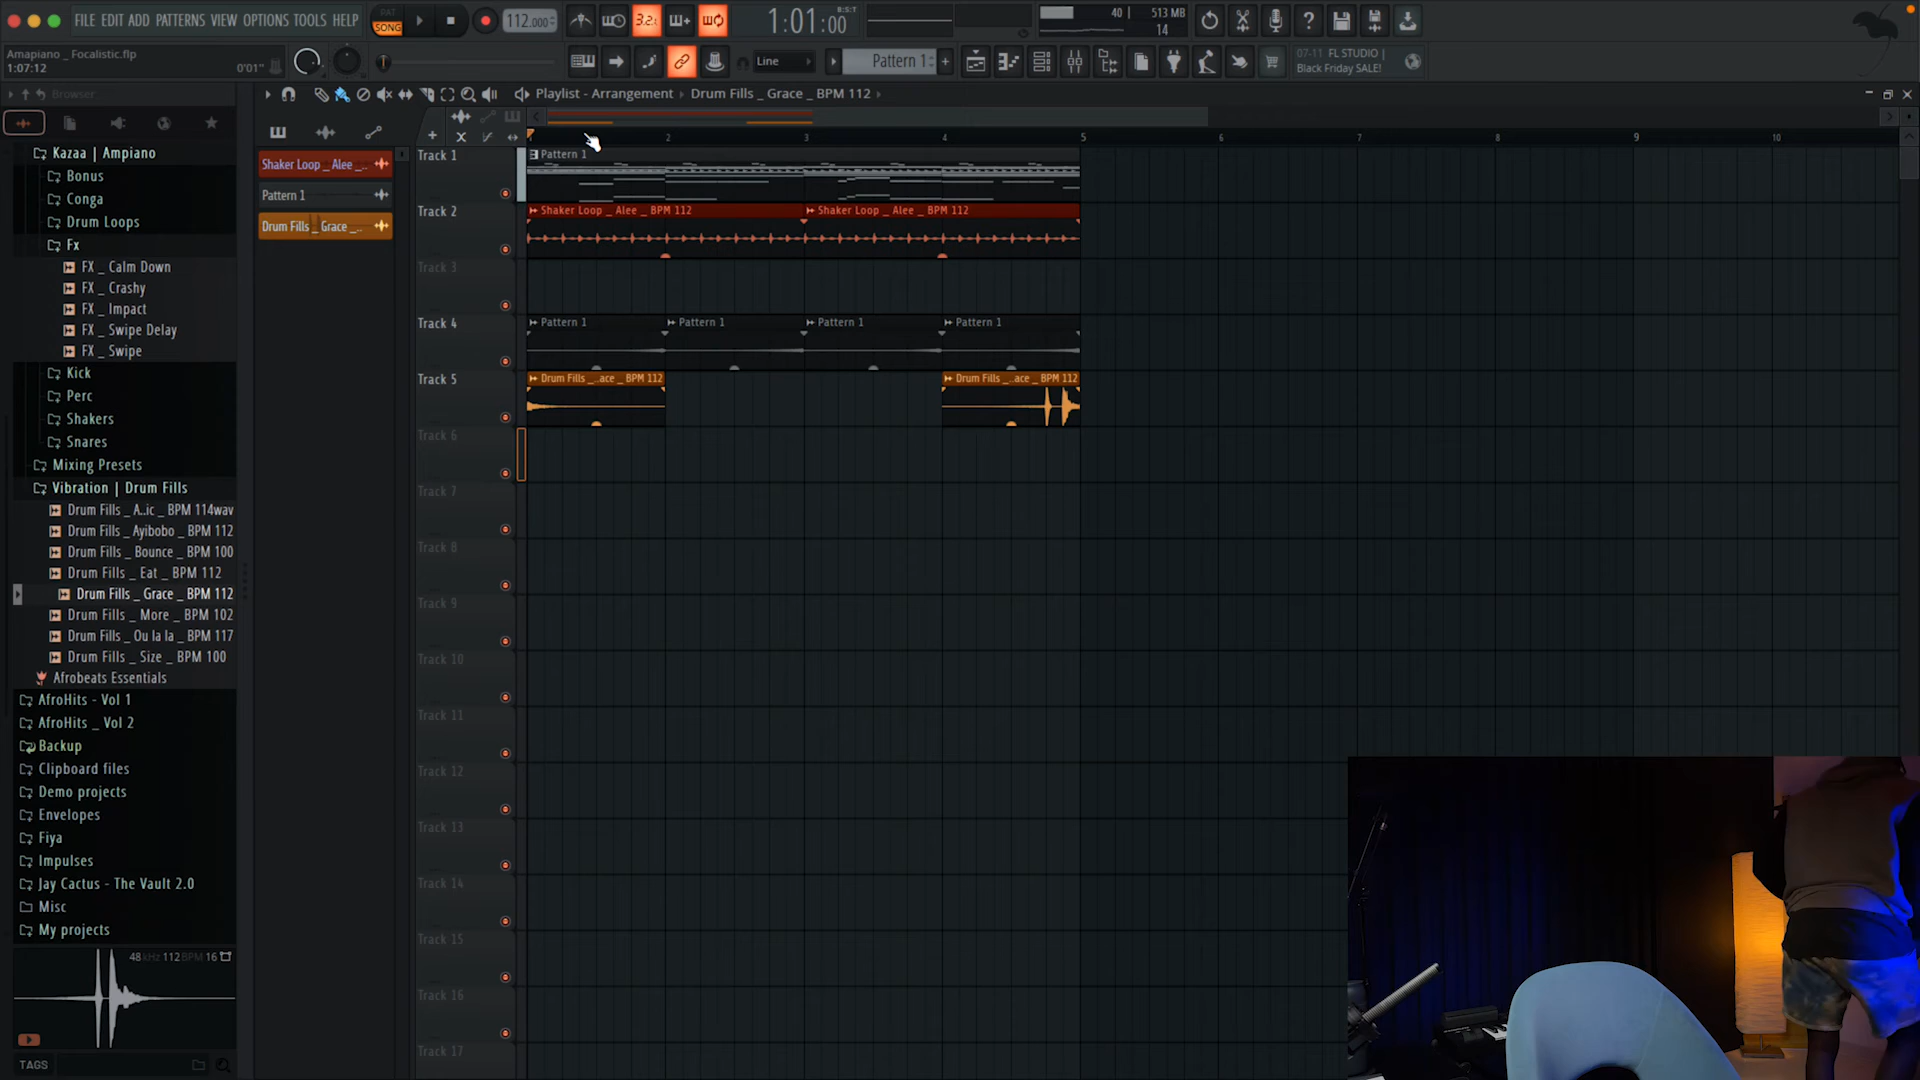 FILE EDIT ADD PATTERNS VIEW OPTIONS TOOLS HELP
PAT
SONG
112.000
3.2.
1:01:00
B:S:T
40
513 MB
14
Amapiano _ Focalistic.flp
1:07:12
0'01"
Line
Pattern 1
07-11 FL STUDIO |
Black Friday SALE!
Browser
Playlist - Arrangement
Drum Fills _ Grace _ BPM 112
Kazaa | Ampiano
Bonus
Conga
Drum Loops
Fx
FX _ Calm Down
FX _ Crashy
FX _ Impact
FX _ Swipe Delay
FX _ Swipe
Kick
Perc
Shakers
Snares
Mixing Presets
Vibration | Drum Fills
Drum Fills _ A..ic _ BPM 114wav
Drum Fills _ Ayibobo _ BPM 112
Drum Fills _ Bounce _ BPM 100
Drum Fills _ Eat _ BPM 112
Drum Fills _ Grace _ BPM 112
Drum Fills _ More _ BPM 102
Drum Fills _ Ou la la _ BPM 117
Drum Fills _ Size _ BPM 100
Afrobeats Essentials
AfroHits - Vol 1
AfroHits _ Vol 2
Backup
Clipboard files
Demo projects
Envelopes
Fiya
Impulses
Jay Cactus - The Vault 2.0
Misc
My projects
48 kHz 112 BPM 16
TAGS
Shaker Loop _ Alee _..
Pattern 1
Drum Fills _ Grace _..
2 3 4 5 6 7 8 9 10
Track 1
Pattern 1
Track 2
Shaker Loop _ Alee _ BPM 112
Shaker Loop _ Alee _ BPM 112
Track 3
Track 4
Pattern 1
Pattern 1
Pattern 1
Pattern 1
Track 5
Drum Fills _..ace _ BPM 112
Drum Fills _..ace _ BPM 112
Track 6
Track 7
Track 8
Track 9
Track 10
Track 11
Track 12
Track 13
Track 14
Track 15
Track 16
Track 17